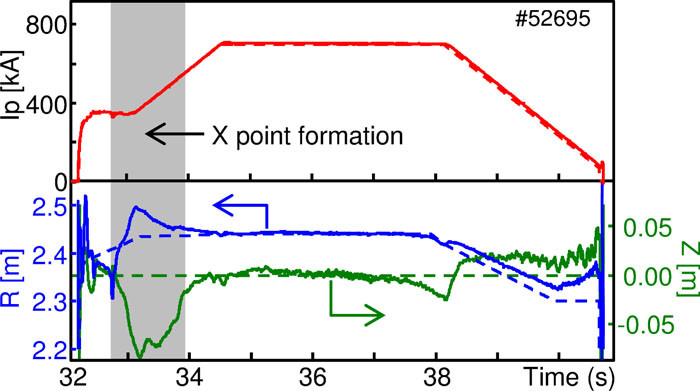 #52695
800
400
0
Ip [kA]
X point formation
2.5
2.4
2.3
2.2
R [m]
0.05
0.00
-0.05
Z
[m]
32
34
36
38
Time (s)